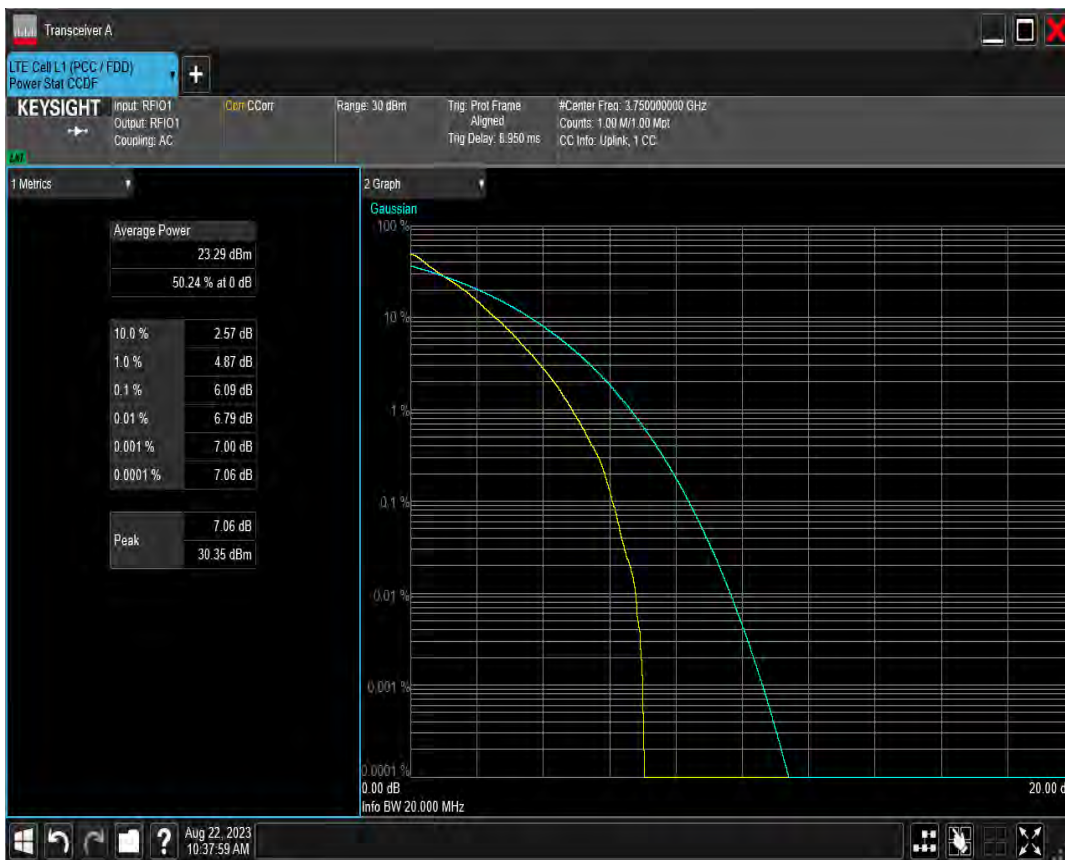 Transceiver A
LTE Cell L1 (PCC / FDD)
Power Stat CCDF
+
KEYSIGHT
Input: RFIO1
Output: RFIO1
Coupling: AC
Corr CCorr
Range: 30 dBm
Trig: Prot Frame
Aligned
Trig Delay: 8.950 ms
#Center Freq: 3.750000000 GHz
Counts: 1.00 M/1.00 Mpt
CC Info: Uplink, 1 CC
1 Metrics
Average Power
23.29 dBm
50.24 % at 0 dB
10.0 % 2.57 dB
1.0 % 4.87 dB
0.1 % 6.09 dB
0.01 % 6.79 dB
0.001 % 7.00 dB
0.0001 % 7.06 dB
Peak
7.06 dB
30.35 dBm
2 Graph
Gaussian
100 %
10 %
1 %
0.1 %
0.01 %
0.001 %
0.0001 %
0.00 dB
20.00 d
Info BW 20.000 MHz
?
Aug 22, 2023
10:37:59 AM